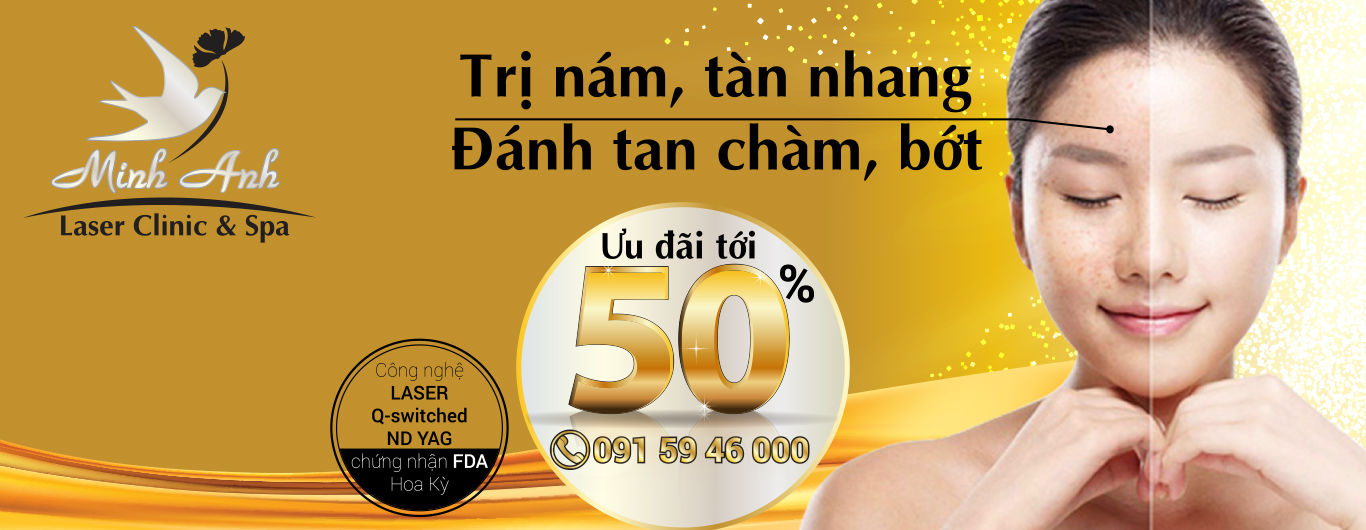 Minh Anh
Laser Clinic & Spa
Trị nám, tàn nhang
Đánh tan chàm, bớt
Ưu đãi tới
50%
091 59 46 000
Công nghệ
LASER
Q-switched
ND YAG
chứng nhận FDA
Hoa Kỳ